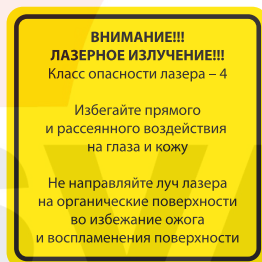 ВНИМАНИЕ!!!
ЛАЗЕРНОЕ ИЗЛУЧЕНИЕ!!!
Класс опасности лазера – 4
Избегайте прямого
и рассеянного воздействия
на глаза и кожу
Не направляйте луч лазера
на органические поверхности
во избежание ожога
и воспламенения поверхности